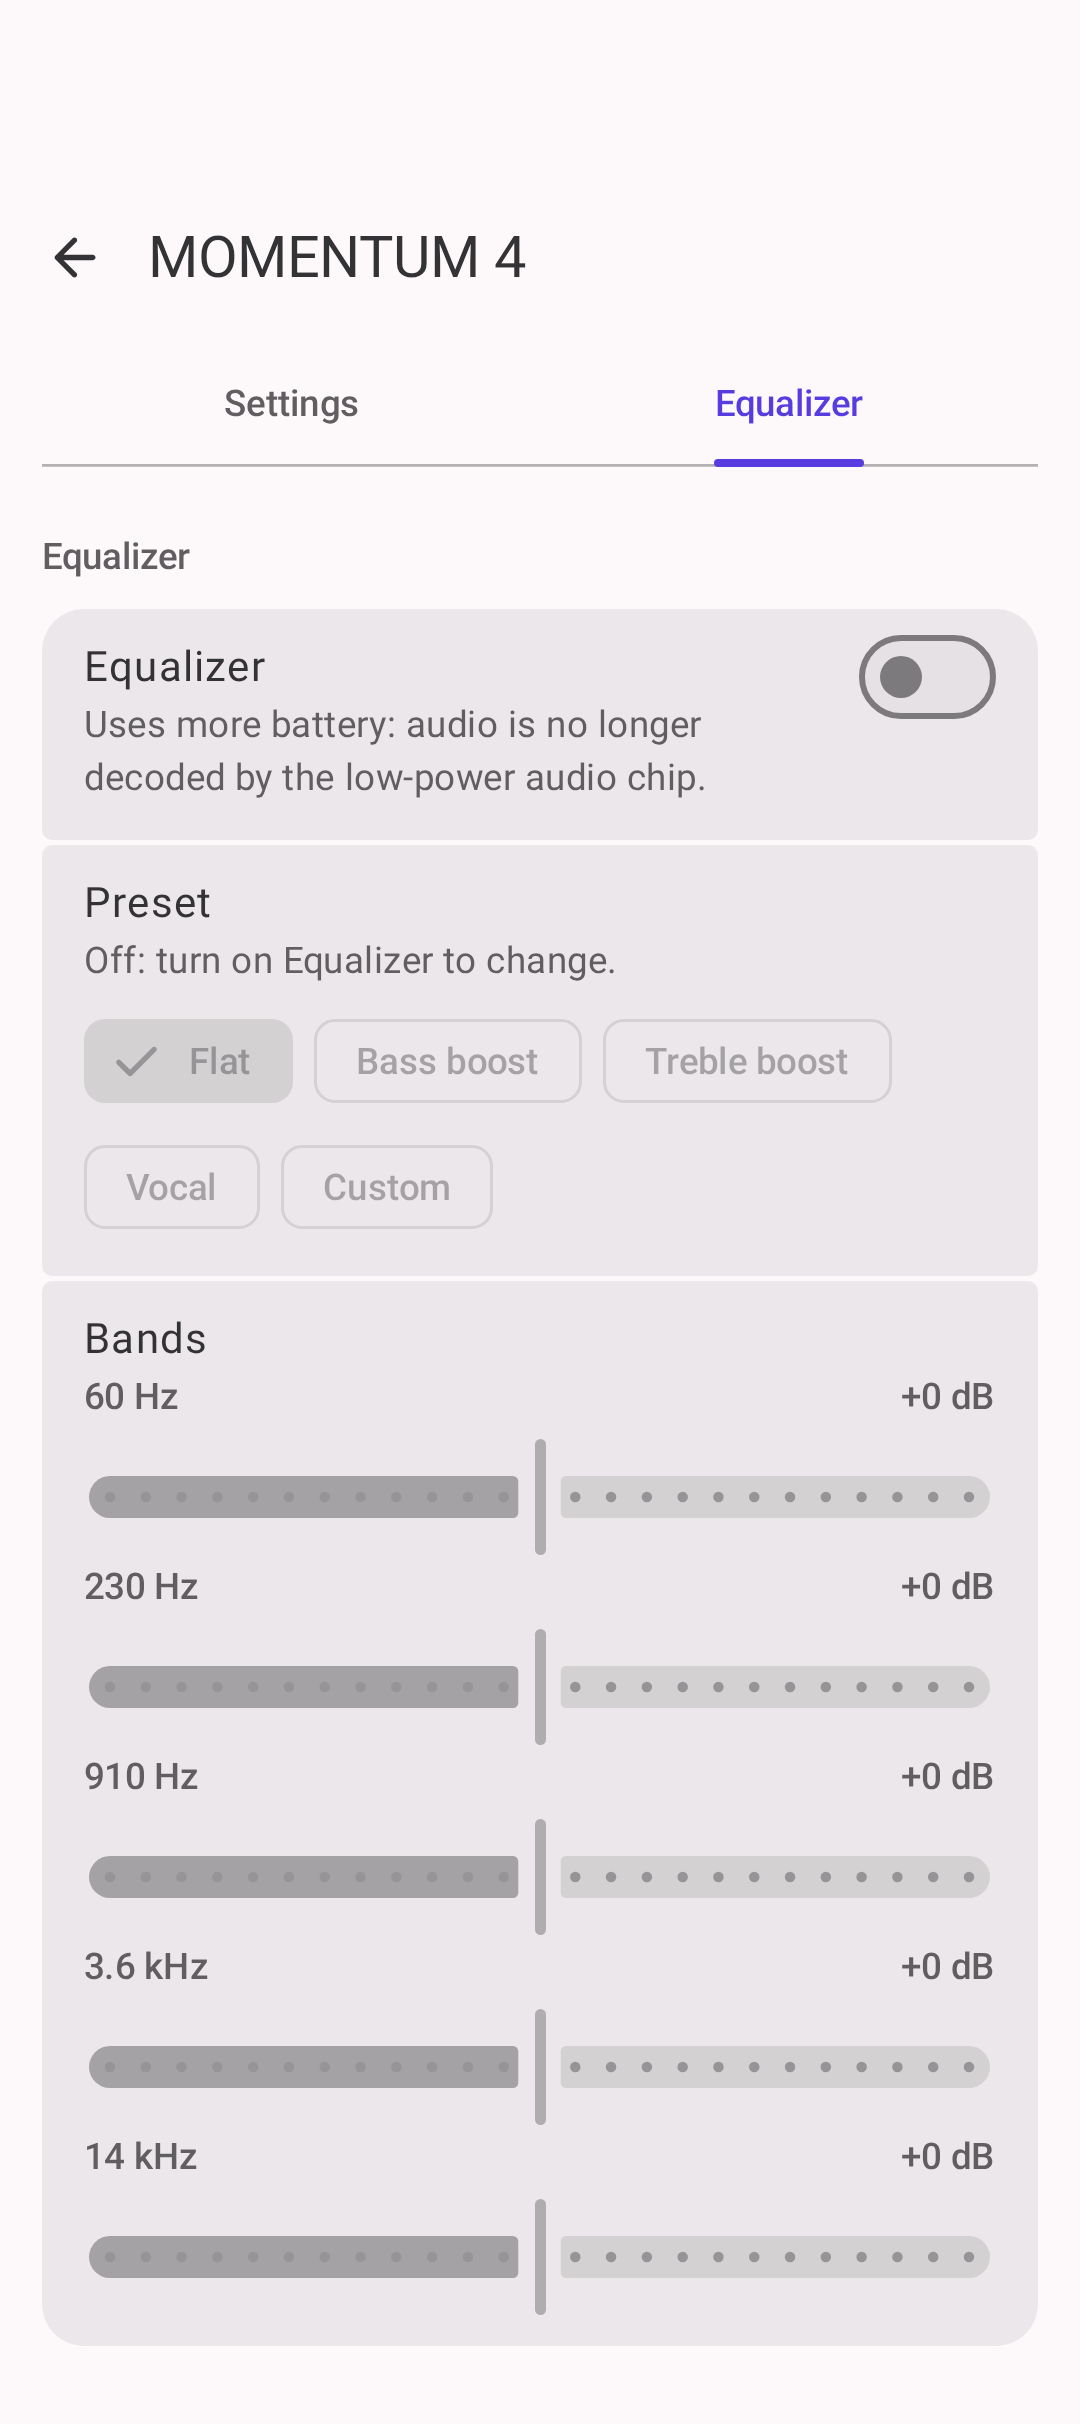 MOMENTUM 4
Settings
Equalizer
Equalizer
Equalizer
Uses more battery: audio is no longer
decoded by the low-power audio chip.
Preset
Off: turn on Equalizer to change.
Flat
Bass boost
Treble boost
Vocal
Custom
Bands
60 Hz
+0 dB
230 Hz
+0 dB
910 Hz
+0 dB
3.6 kHz
+0 dB
14 kHz
+0 dB